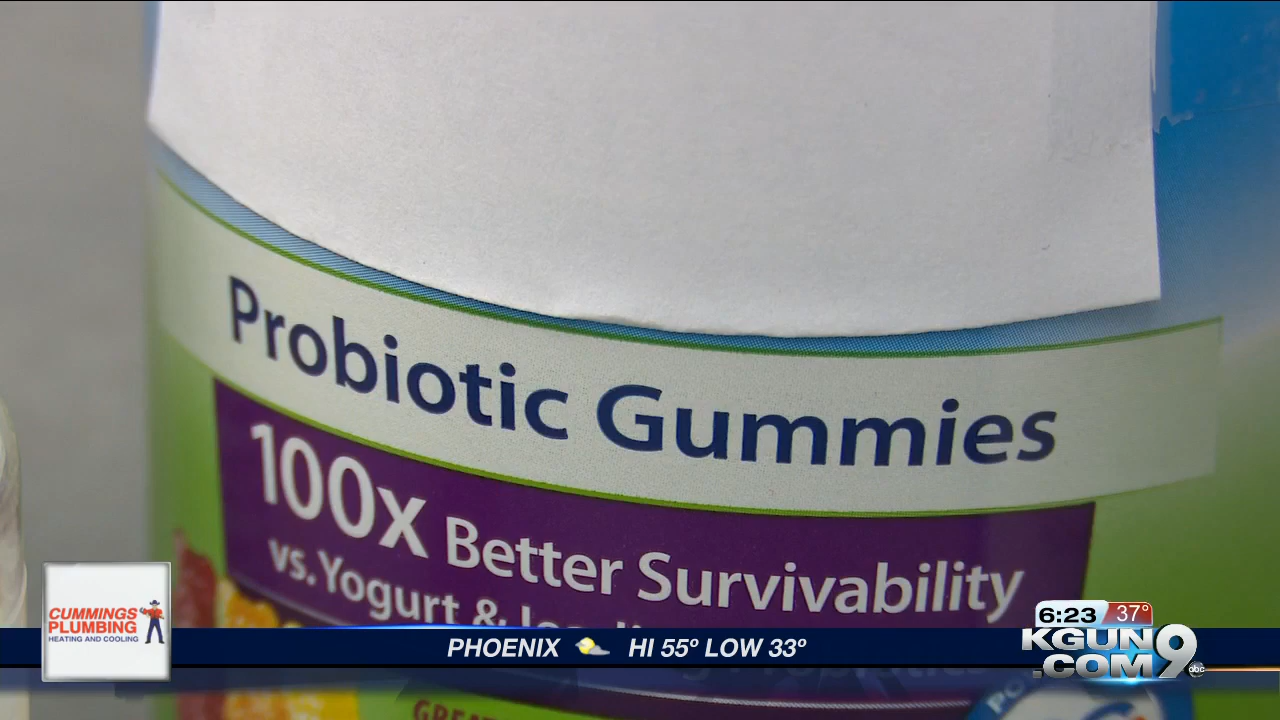 Probiotic Gummies
100x Better Survivability
vs. Yogurt &
CUMMINGS
PLUMBING
HEATING AND COOLING
PHOENIX HI 55° LOW 33°
6:23 37°
KGUN9
.COM
abc